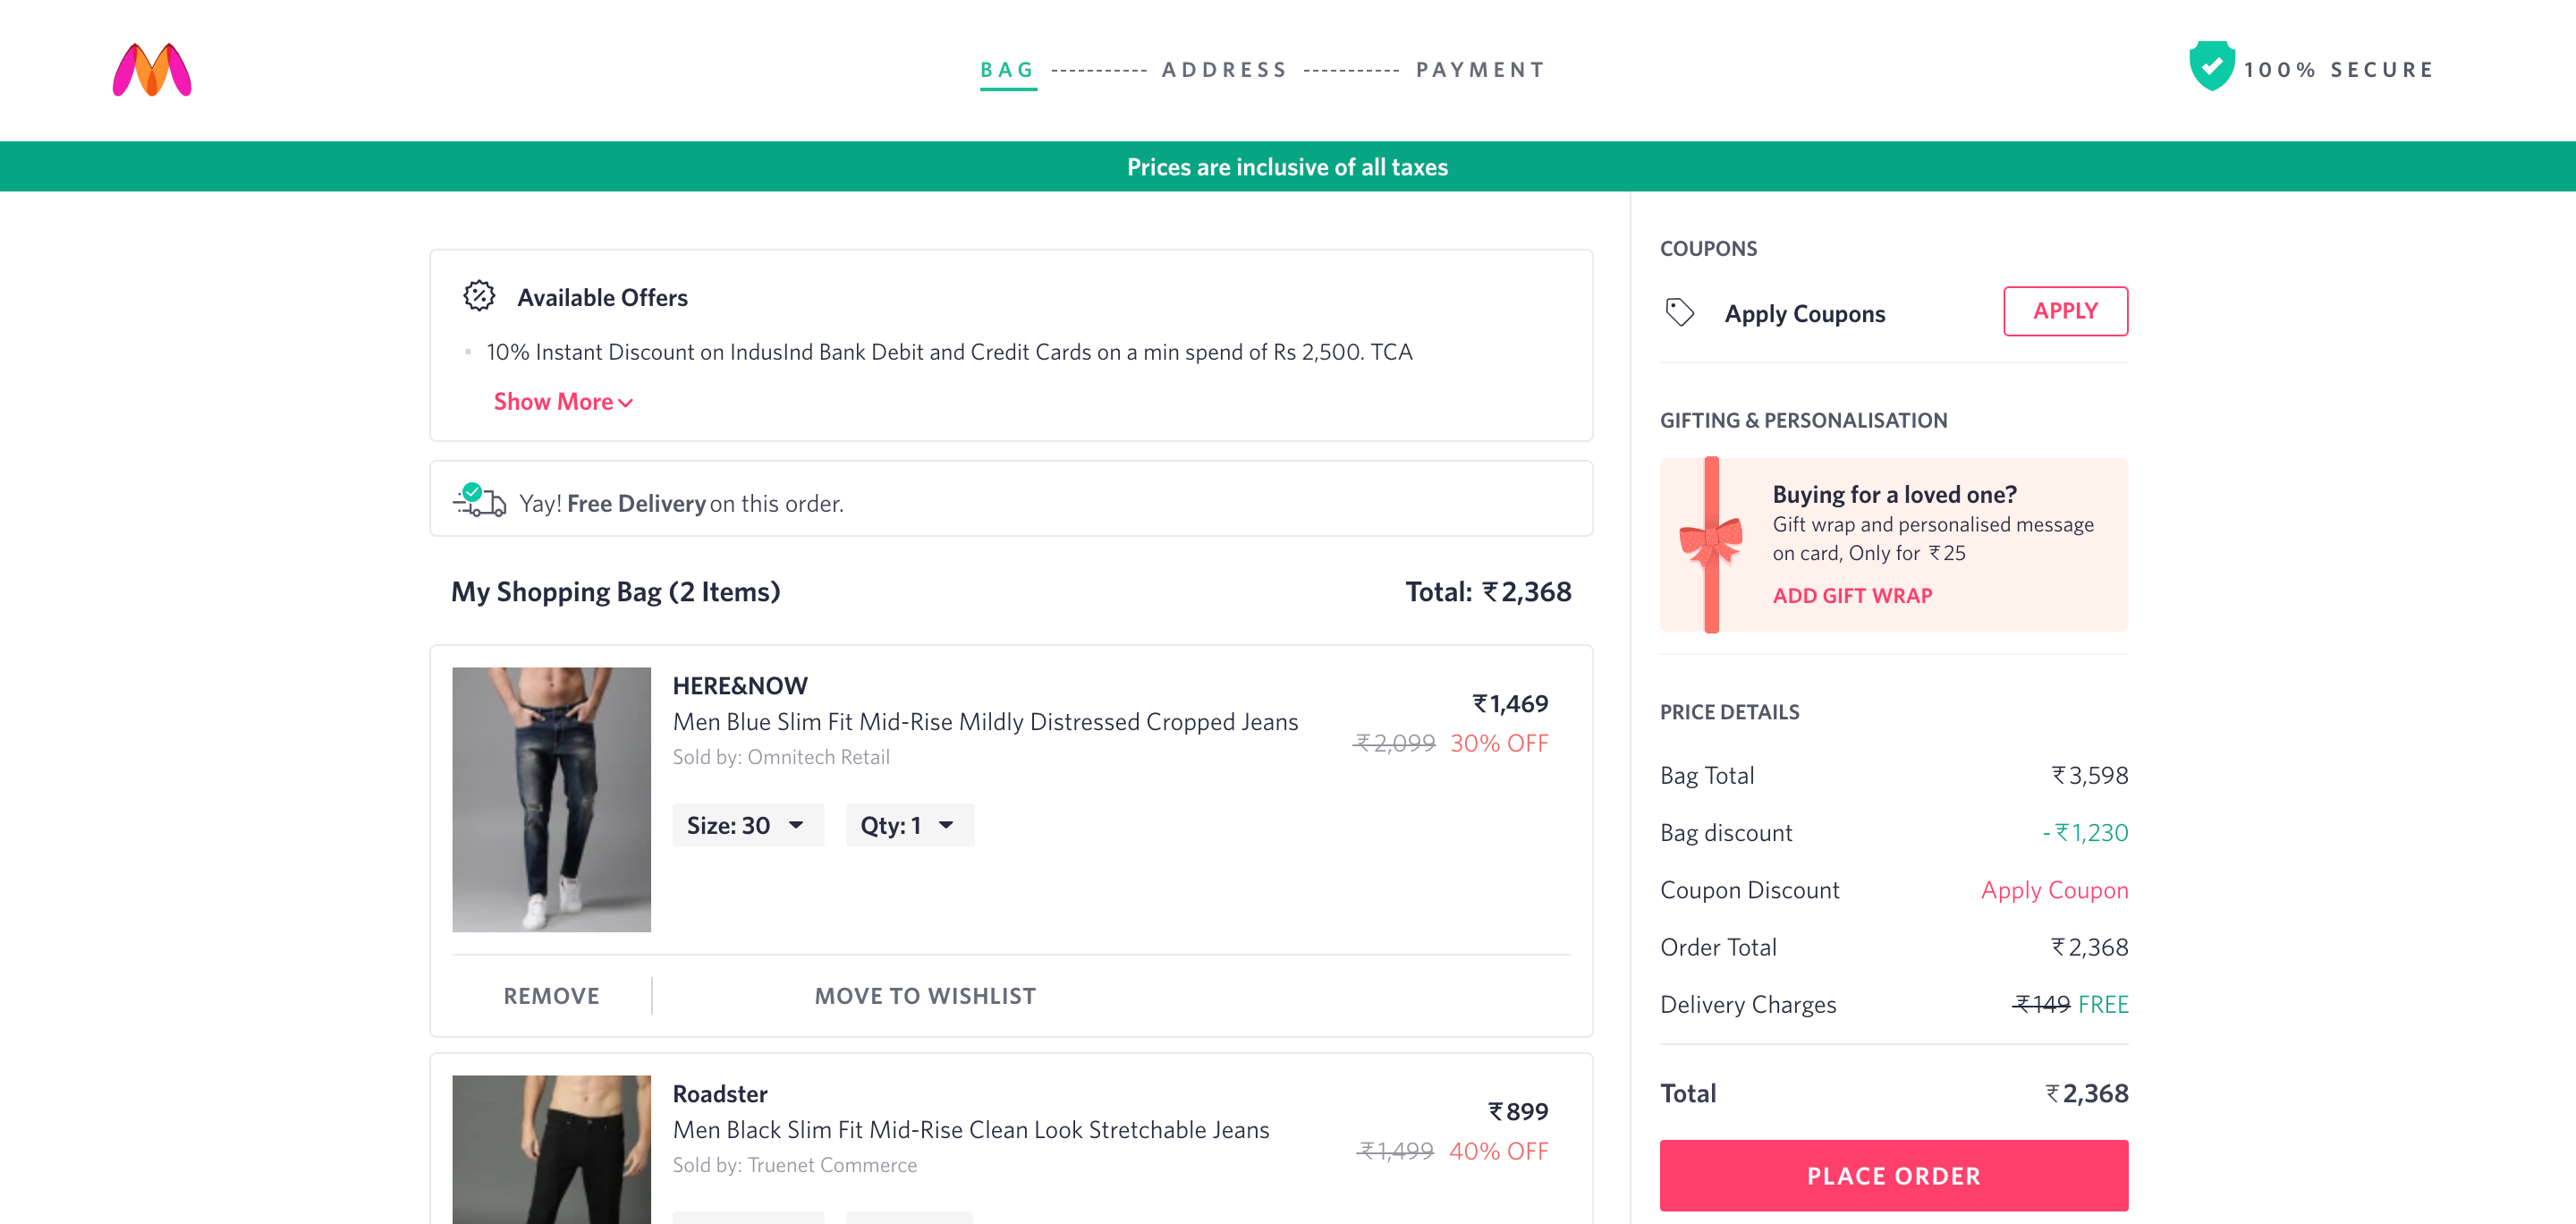 BAG ----------- ADDRESS ----------- PAYMENT
100% SECURE
Prices are inclusive of all taxes
Available Offers
10% Instant Discount on IndusInd Bank Debit and Credit Cards on a min spend of Rs 2,500. TCA
Show More
Yay! Free Delivery on this order.
My Shopping Bag (2 Items)
Total: ₹2,368
HERE&NOW
Men Blue Slim Fit Mid-Rise Mildly Distressed Cropped Jeans
Sold by: Omnitech Retail
₹1,469
₹2,099 30% OFF
Size: 30
Qty: 1
REMOVE
MOVE TO WISHLIST
Roadster
Men Black Slim Fit Mid-Rise Clean Look Stretchable Jeans
Sold by: Truenet Commerce
₹899
₹1,499 40% OFF
COUPONS
Apply Coupons
APPLY
GIFTING & PERSONALISATION
Buying for a loved one?
Gift wrap and personalised message
on card, Only for ₹25
ADD GIFT WRAP
PRICE DETAILS
Bag Total ₹3,598
Bag discount -₹1,230
Coupon Discount Apply Coupon
Order Total ₹2,368
Delivery Charges ₹149 FREE
Total ₹2,368
PLACE ORDER